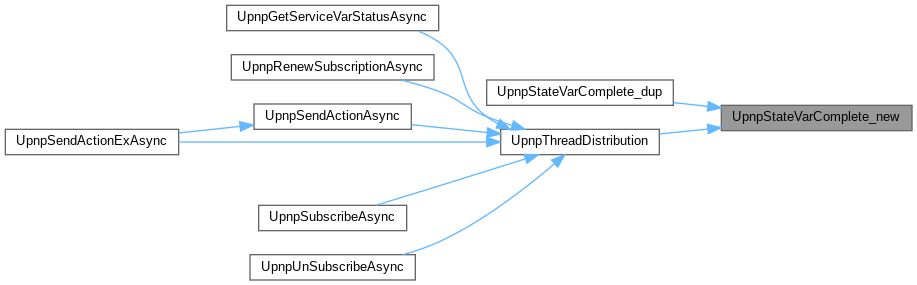 UpnpGetServiceVarStatusAsync
UpnpRenewSubscriptionAsync
UpnpStateVarComplete_dup
UpnpSendActionAsync
UpnpStateVarComplete_new
UpnpSendActionExAsync
UpnpThreadDistribution
UpnpSubscribeAsync
UpnpUnSubscribeAsync